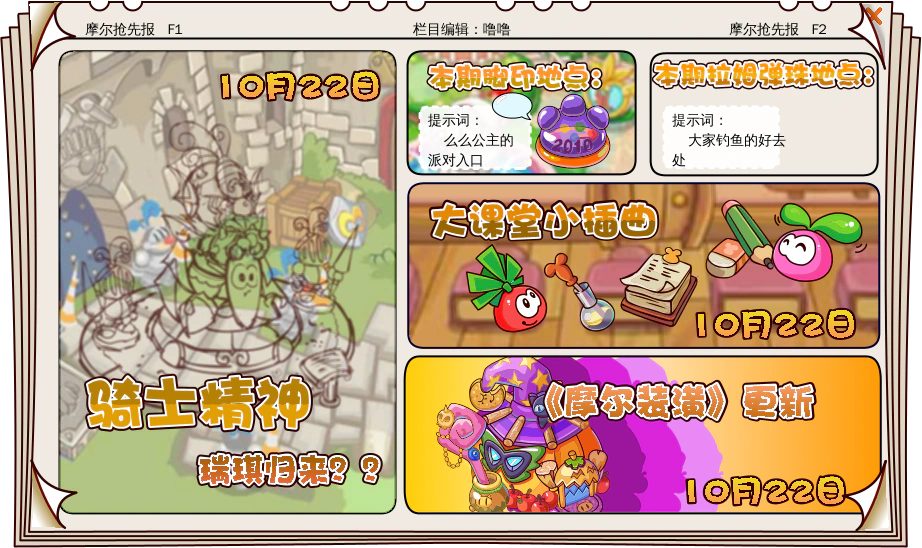 摩尔抢先报 F1
栏目编辑：噜噜
摩尔抢先报 F2
10月22日
骑士精神
瑞琪归来？？
本期脚印地点：
提示词：
么么公主的
派对入口
2010
本期拉姆弹珠地点：
提示词：
大家钓鱼的好去
处
大课堂小插曲
10月22日
《摩尔装潢》更新
10月22日